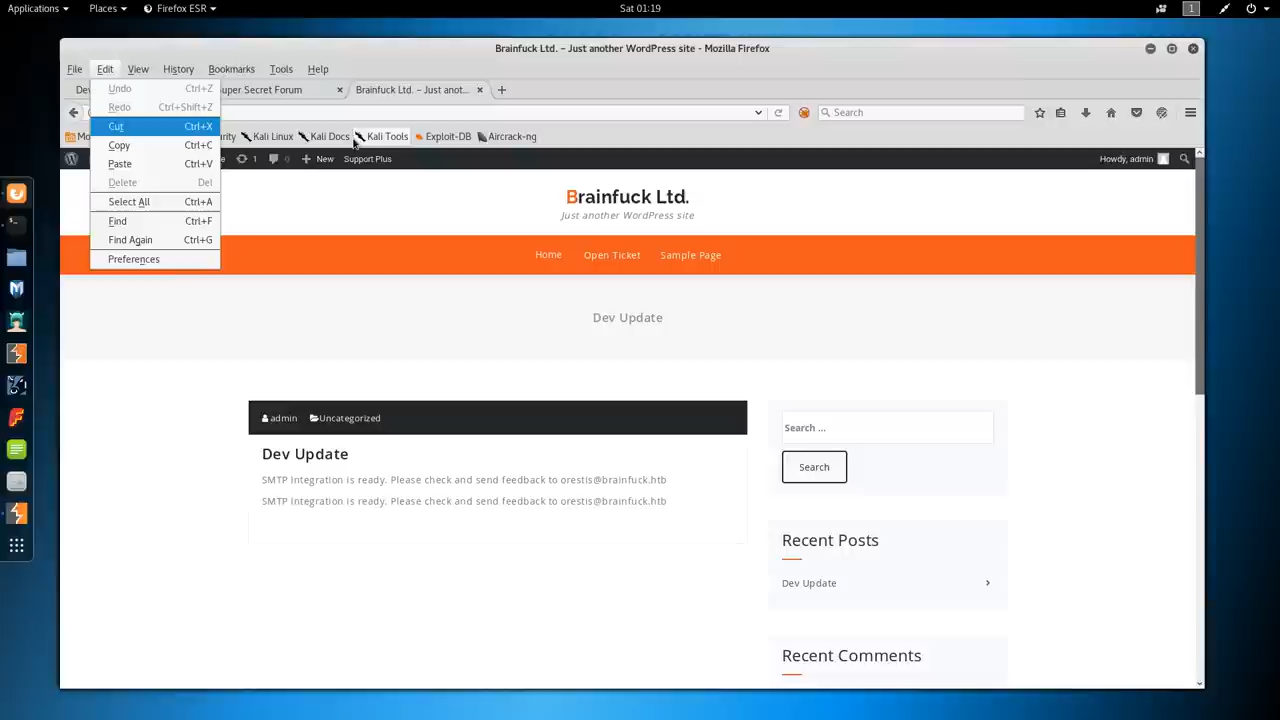 Applications Places Firefox ESR Sat 01:19 1
Brainfuck Ltd. – Just another WordPress site - Mozilla Firefox
File Edit View History Bookmarks Tools Help
Undo Ctrl+Z
Redo Ctrl+Shift+Z
Cut Ctrl+X
Copy Ctrl+C
Paste Ctrl+V
Delete Del
Select All Ctrl+A
Find Ctrl+F
Find Again Ctrl+G
Preferences
uper Secret Forum Brainfuck Ltd. – Just anot...
Search
Kali Linux Kali Docs Kali Tools Exploit-DB Aircrack-ng
1 0 New Support Plus Howdy, admin
Brainfuck Ltd.
Just another WordPress site
Home Open Ticket Sample Page
Dev Update
admin Uncategorized
Dev Update
SMTP Integration is ready. Please check and send feedback to orestis@brainfuck.htb
SMTP Integration is ready. Please check and send feedback to orestis@brainfuck.htb
Search ...
Search
Recent Posts
Dev Update
Recent Comments